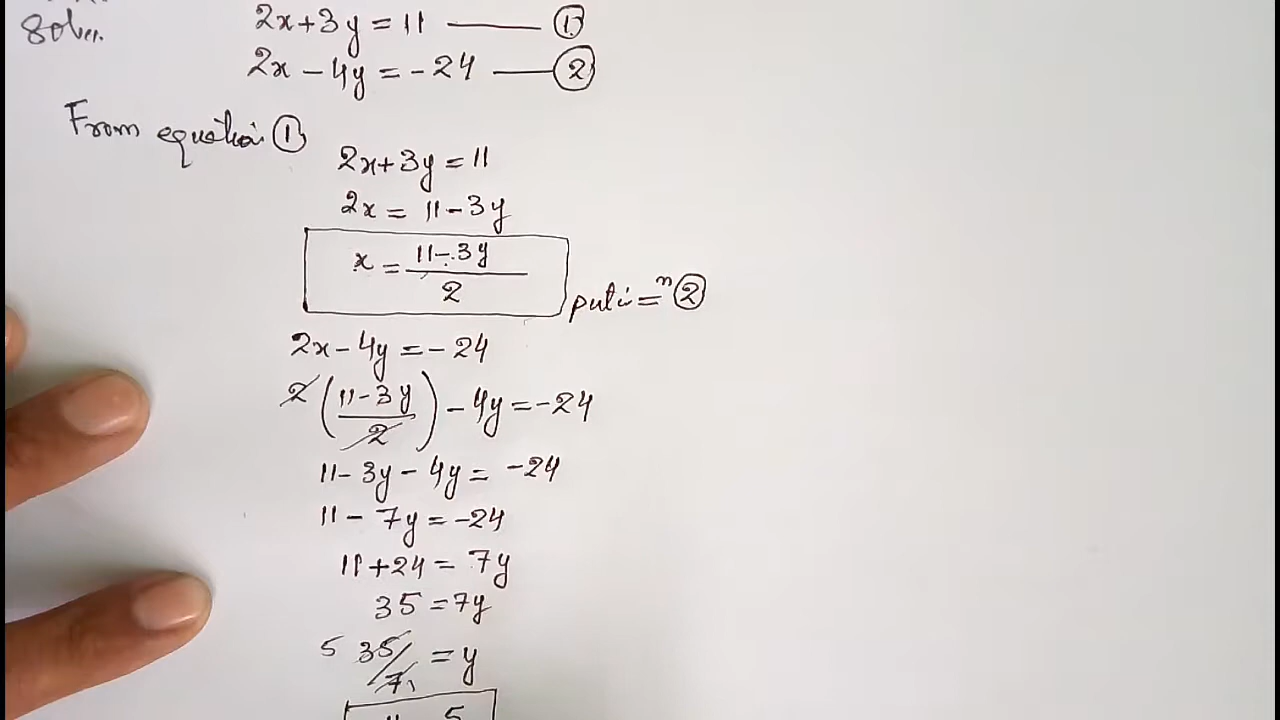 Soln.
2x+3y = 11 —— ①
2x - 4y = - 24 —— ②
From equation ①
2x+3y = 11
2x = 11 - 3y
x = (11-3y)/2
put in ②
2x - 4y = - 24
2((11-3y)/2) - 4y = -24
11- 3y - 4y = -24
11 - 7y = -24
11 +24 = 7y
35 = 7y
5 35/7 = y